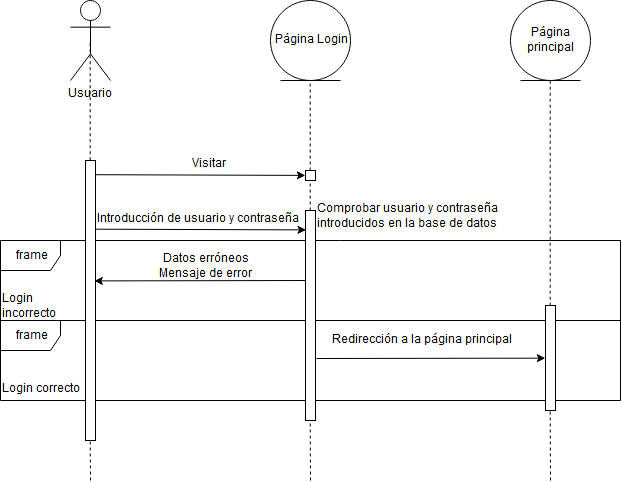 Usuario
Página Login
Página
principal
Visitar
Introducción de usuario y contraseña
Comprobar usuario y contraseña
introducidos en la base de datos
frame
Datos erróneos
Mensaje de error
Login
incorrecto
frame
Redirección a la página principal
Login correcto